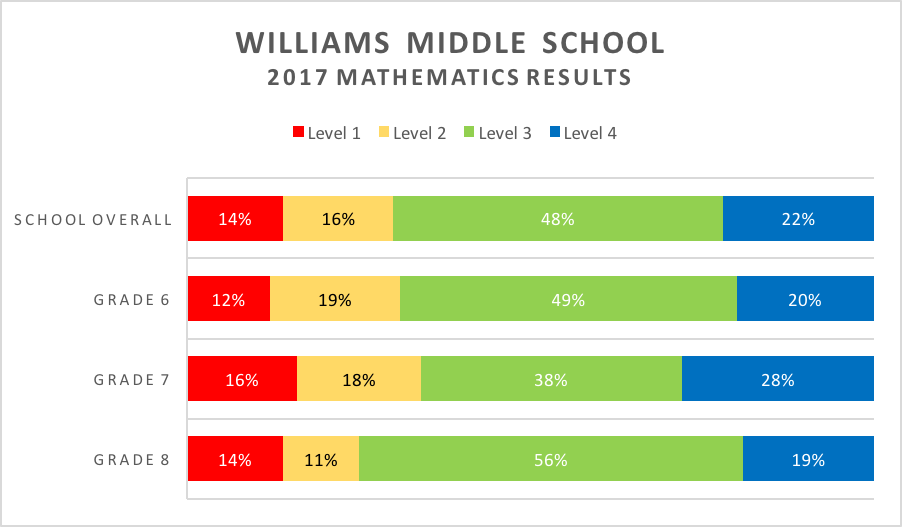 WILLIAMS MIDDLE SCHOOL
2017 MATHEMATICS RESULTS
Level 1 Level 2 Level 3 Level 4
SCHOOL OVERALL 14% 16% 48% 22%
GRADE 6 12% 19% 49% 20%
GRADE 7 16% 18% 38% 28%
GRADE 8 14% 11% 56% 19%